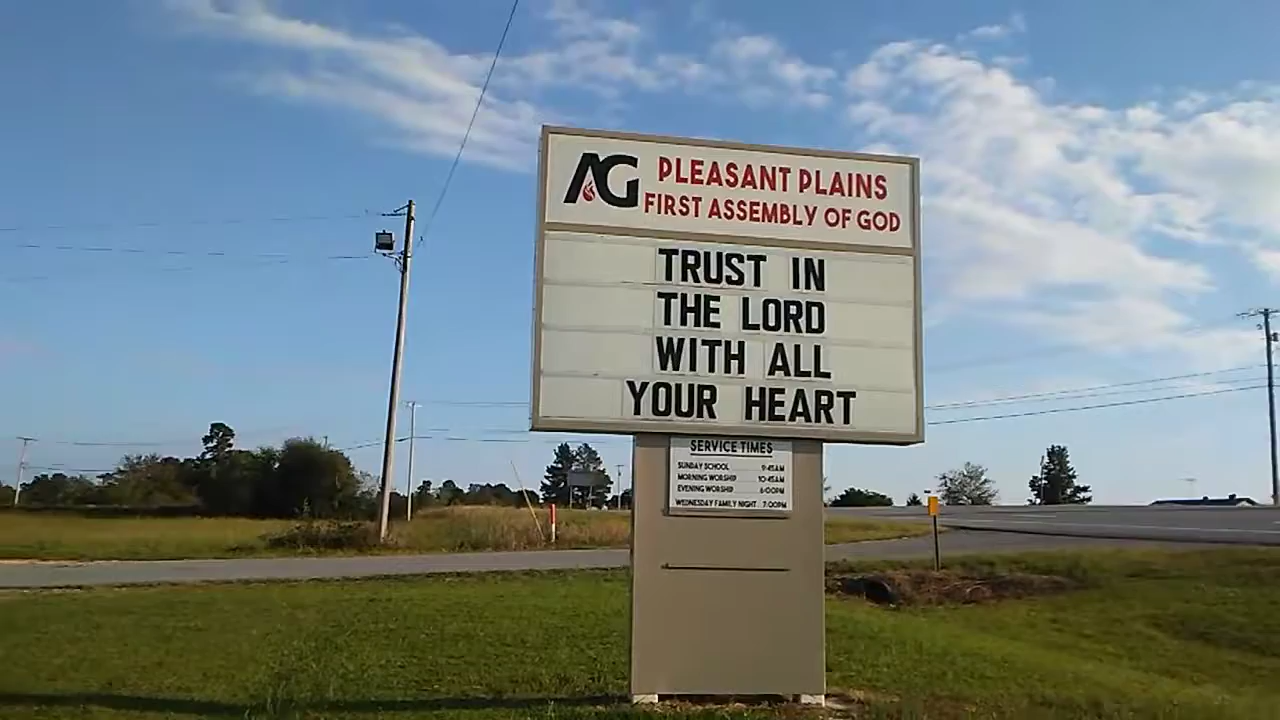 AG
PLEASANT PLAINS
FIRST ASSEMBLY OF GOD
TRUST IN
THE LORD
WITH ALL
YOUR HEART
SERVICE TIMES
SUNDAY SCHOOL 9:45AM
MORNING WORSHIP 10:45AM
EVENING WORSHIP 6:00PM
WEDNESDAY FAMILY NIGHT 7:00PM